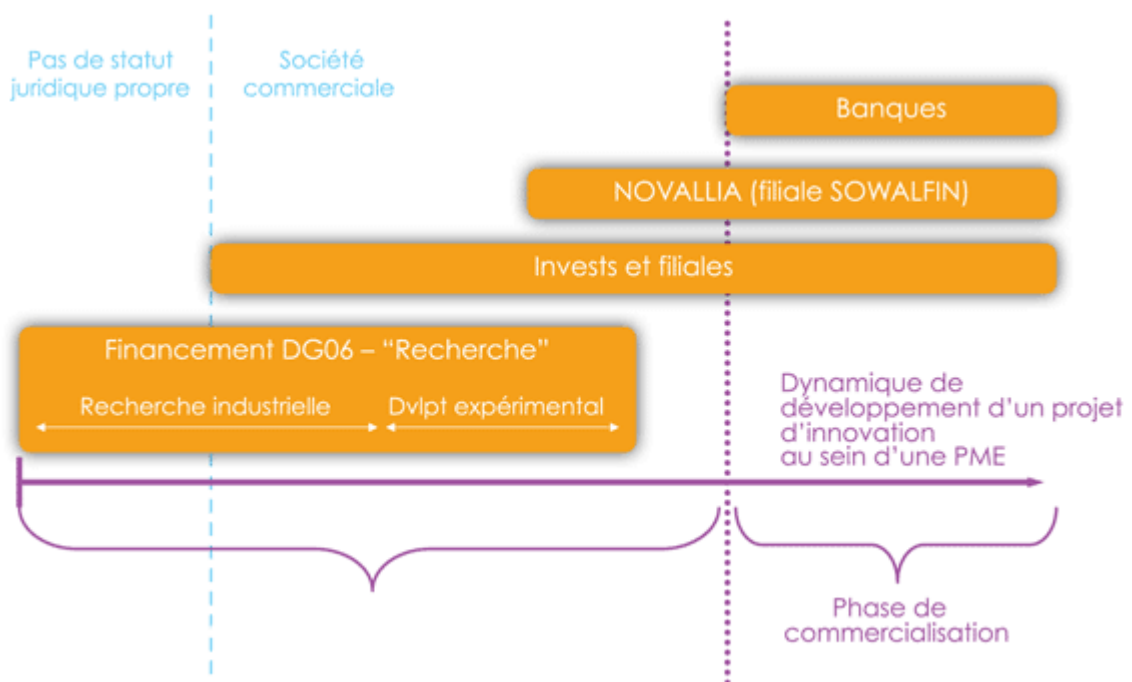 Pas de statut
juridique propre
Société
commerciale
Banques
NOVALLIA (filiale SOWALFIN)
Invests et filiales
Financement DG06 – “Recherche”
Recherche industrielle
Dvlpt expérimental
Dynamique de
développement d’un projet
d’innovation
au sein d’une PME
Phase de
commercialisation